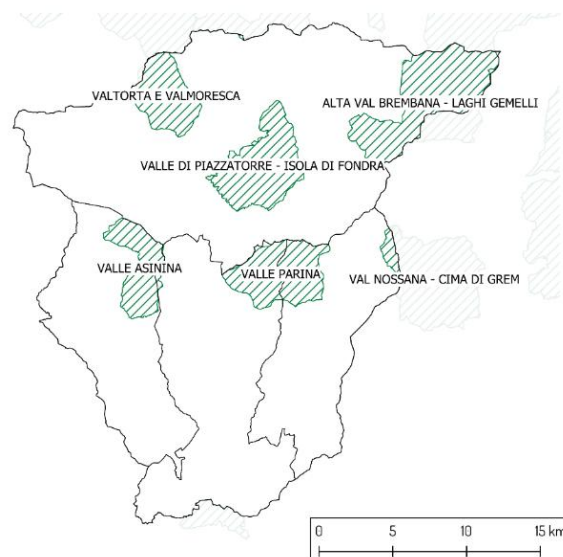 VALTORTA E VALMORESCA
ALTA VAL BREMBANA - LAGHI GEMELLI
VALLE DI PIAZZATORRE - ISOLA DI FONDRA
VALLE ASININA
VALLE PARINA
VAL NOSSANA - CIMA DI GREM
0 5 10 15 km